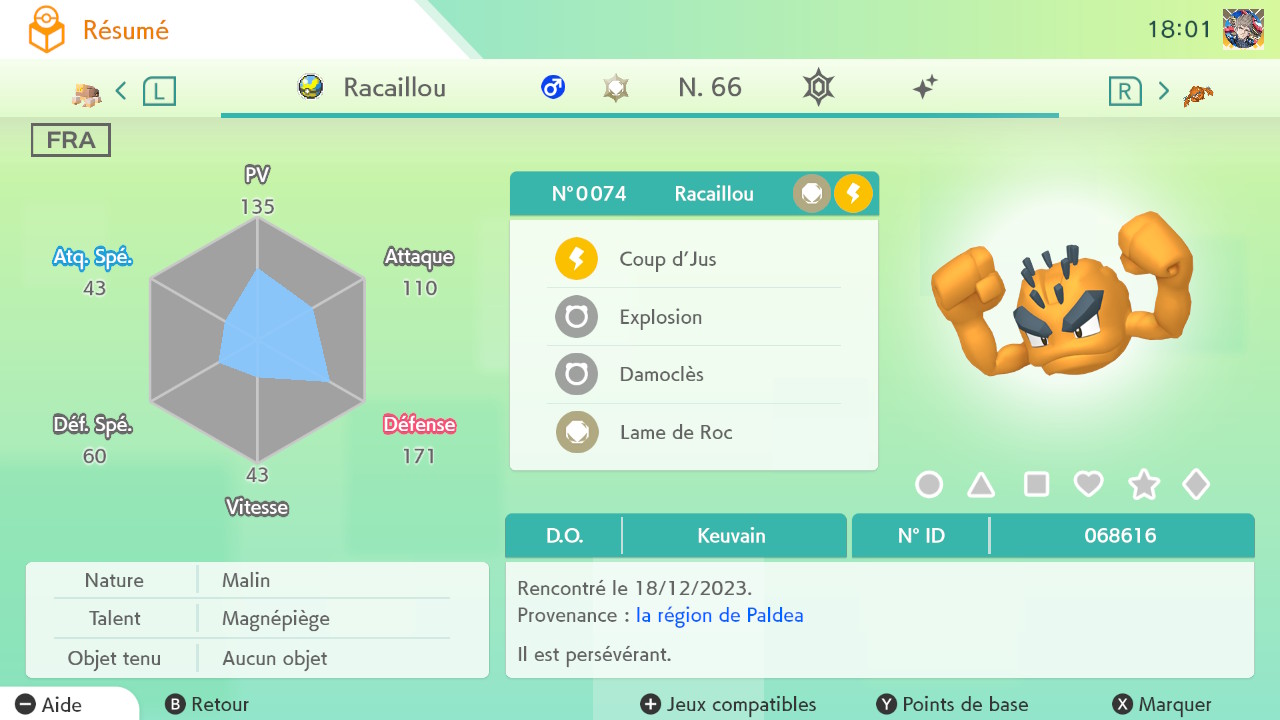 Résumé
18:01
L
Racaillou
N. 66
R
FRA
PV
135
Atq. Spé.
43
Attaque
110
Déf. Spé.
60
Défense
171
43
Vitesse
N°0074 Racaillou
Coup d'Jus
Explosion
Damoclès
Lame de Roc
D.O. Keuvain N° ID 068616
Nature Malin
Talent Magnépiège
Objet tenu Aucun objet
Rencontré le 18/12/2023.
Provenance : la région de Paldea
Il est persévérant.
Aide
B Retour
Jeux compatibles
Y Points de base
X Marquer